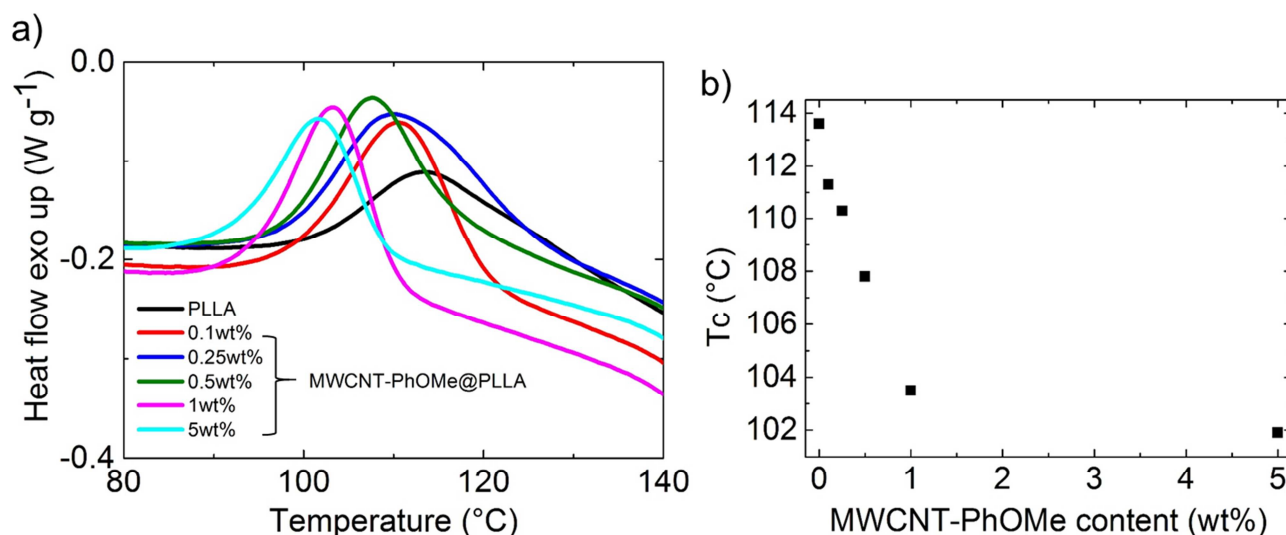 a)
Heat flow exo up (W g-1)
0.0
-0.2
-0.4
80
100
120
140
Temperature (°C)
PLLA
0.1wt%
0.25wt%
0.5wt%
1wt%
5wt%
MWCNT-PhOMe@PLLA
b)
Tc (°C)
114
112
110
108
106
104
102
0
1
2
3
4
5
MWCNT-PhOMe content (wt%)